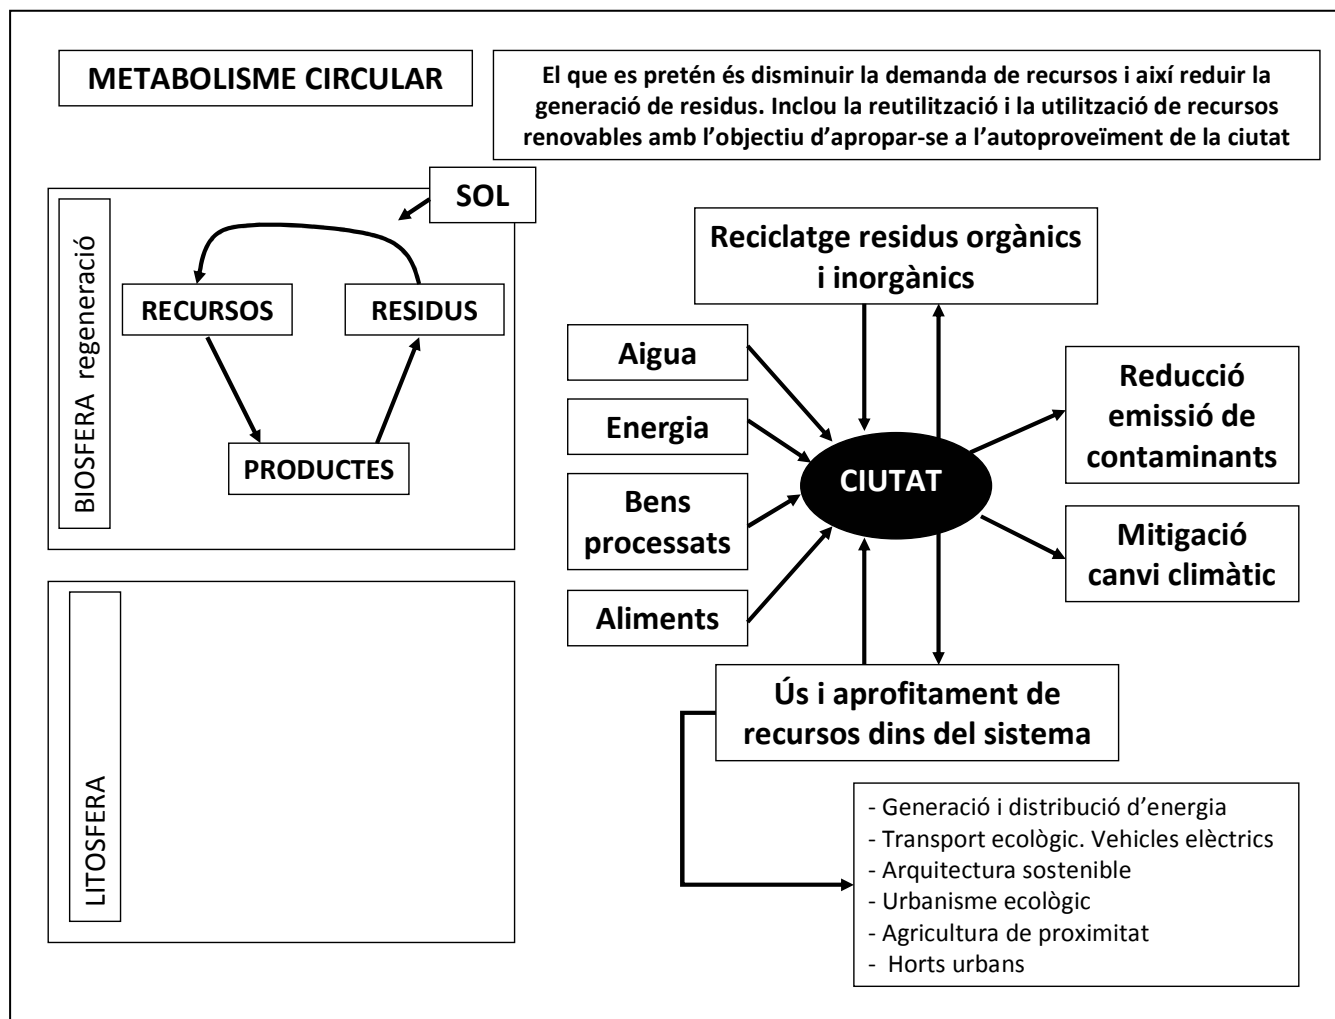 METABOLISME CIRCULAR
El que es pretén és disminuir la demanda de recursos i així reduir la
generació de residus. Inclou la reutilització i la utilització de recursos
renovables amb l’objectiu d’apropar-se a l’autoproveïment de la ciutat
SOL
BIOSFERA regeneració
RECURSOS
RESIDUS
PRODUCTES
LITOSFERA
Reciclatge residus orgànics
i inorgànics
Aigua
Energia
Bens
processats
Aliments
CIUTAT
Reducció
emissió de
contaminants
Mitigació
canvi climàtic
Ús i aprofitament de
recursos dins del sistema
- Generació i distribució d’energia
- Transport ecològic. Vehicles elèctrics
- Arquitectura sostenible
- Urbanisme ecològic
- Agricultura de proximitat
- Horts urbans